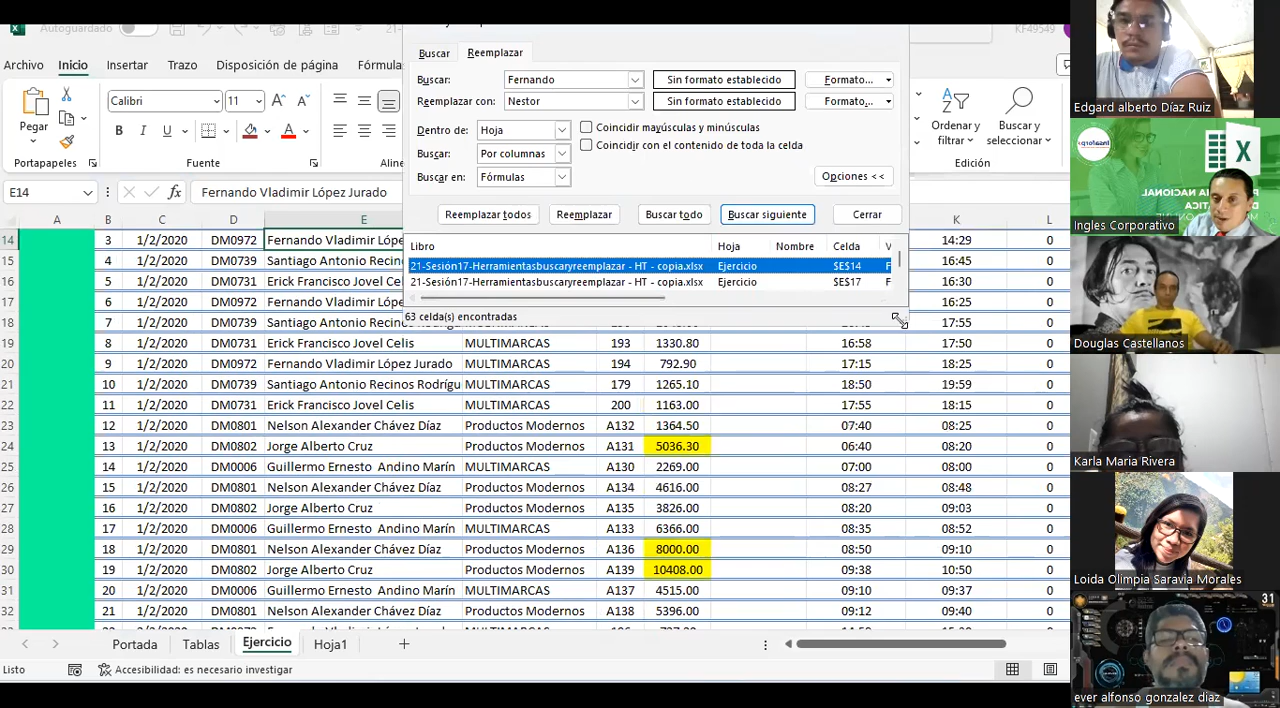 Autoguardado
21-
KF49549
Archivo Inicio Insertar Trazo Disposición de página Fórmulas
Pegar
Calibri 11
N K S
Portapapeles Fuente
Ordenar y filtrar
Buscar y seleccionar
Edición
Buscar Reemplazar
Buscar: Fernando Sin formato establecido Formato...
Reemplazar con: Nestor Sin formato establecido Formato...
Dentro de: Hoja Coincidir mayúsculas y minúsculas
Buscar: Por columnas Coincidir con el contenido de toda la celda
Buscar en: Fórmulas Opciones <<
Reemplazar todos Reemplazar Buscar todo Buscar siguiente Cerrar
Libro Hoja Nombre Celda V
21-Sesión17-Herramientasbuscaryreemplazar - HT - copia.xlsx Ejercicio $E$14 F
21-Sesión17-Herramientasbuscaryreemplazar - HT - copia.xlsx Ejercicio $E$17 F
63 celda(s) encontradas
E14 fx Fernando Vladimir López Jurado
A B C D E K L
14 3 1/2/2020 DM0972 Fernando Vladimir Lópe 14:29 0
15 4 1/2/2020 DM0739 Santiago Antonio Recino 16:45 0
16 5 1/2/2020 DM0731 Erick Francisco Jovel Celi 16:30 0
17 6 1/2/2020 DM0972 Fernando Vladimir Lópe 16:25 0
18 7 1/2/2020 DM0739 Santiago Antonio Recinos 17:55 0
19 8 1/2/2020 DM0731 Erick Francisco Jovel Celis MULTIMARCAS 193 1330.80 16:58 17:50 0
20 9 1/2/2020 DM0972 Fernando Vladimir López Jurado MULTIMARCAS 194 792.90 17:15 18:25 0
21 10 1/2/2020 DM0739 Santiago Antonio Recinos Rodrígu MULTIMARCAS 179 1265.10 18:50 19:59 0
22 11 1/2/2020 DM0731 Erick Francisco Jovel Celis MULTIMARCAS 200 1163.00 17:55 18:15 0
23 12 1/2/2020 DM0801 Nelson Alexander Chávez Díaz Productos Modernos A132 1364.50 07:40 08:25 0
24 13 1/2/2020 DM0802 Jorge Alberto Cruz Productos Modernos A131 5036.30 06:40 08:20 0
25 14 1/2/2020 DM0006 Guillermo Ernesto Andino Marín MULTIMARCAS A130 2269.00 07:00 08:00 0
26 15 1/2/2020 DM0801 Nelson Alexander Chávez Díaz Productos Modernos A134 4616.00 08:27 08:48 0
27 16 1/2/2020 DM0802 Jorge Alberto Cruz Productos Modernos A135 3826.00 08:20 09:03 0
28 17 1/2/2020 DM0006 Guillermo Ernesto Andino Marín MULTIMARCAS A133 6366.00 08:35 08:52 0
29 18 1/2/2020 DM0801 Nelson Alexander Chávez Díaz Productos Modernos A136 8000.00 08:50 09:10 0
30 19 1/2/2020 DM0802 Jorge Alberto Cruz Productos Modernos A139 10408.00 09:38 10:50 0
31 20 1/2/2020 DM0006 Guillermo Ernesto Andino Marín MULTIMARCAS A137 4515.00 09:10 09:37 0
32 21 1/2/2020 DM0801 Nelson Alexander Chávez Díaz Productos Modernos A138 5396.00 09:12 09:40 0
Portada Tablas Ejercicio Hoja1
Listo Accesibilidad: es necesario investigar
Edgard alberto Díaz Ruiz
Insaforp
Ingles Corporativo
Douglas Castellanos
Karla Maria Rivera
Loida Olimpia Saravia Morales
31
ever alfonso gonzalez diaz